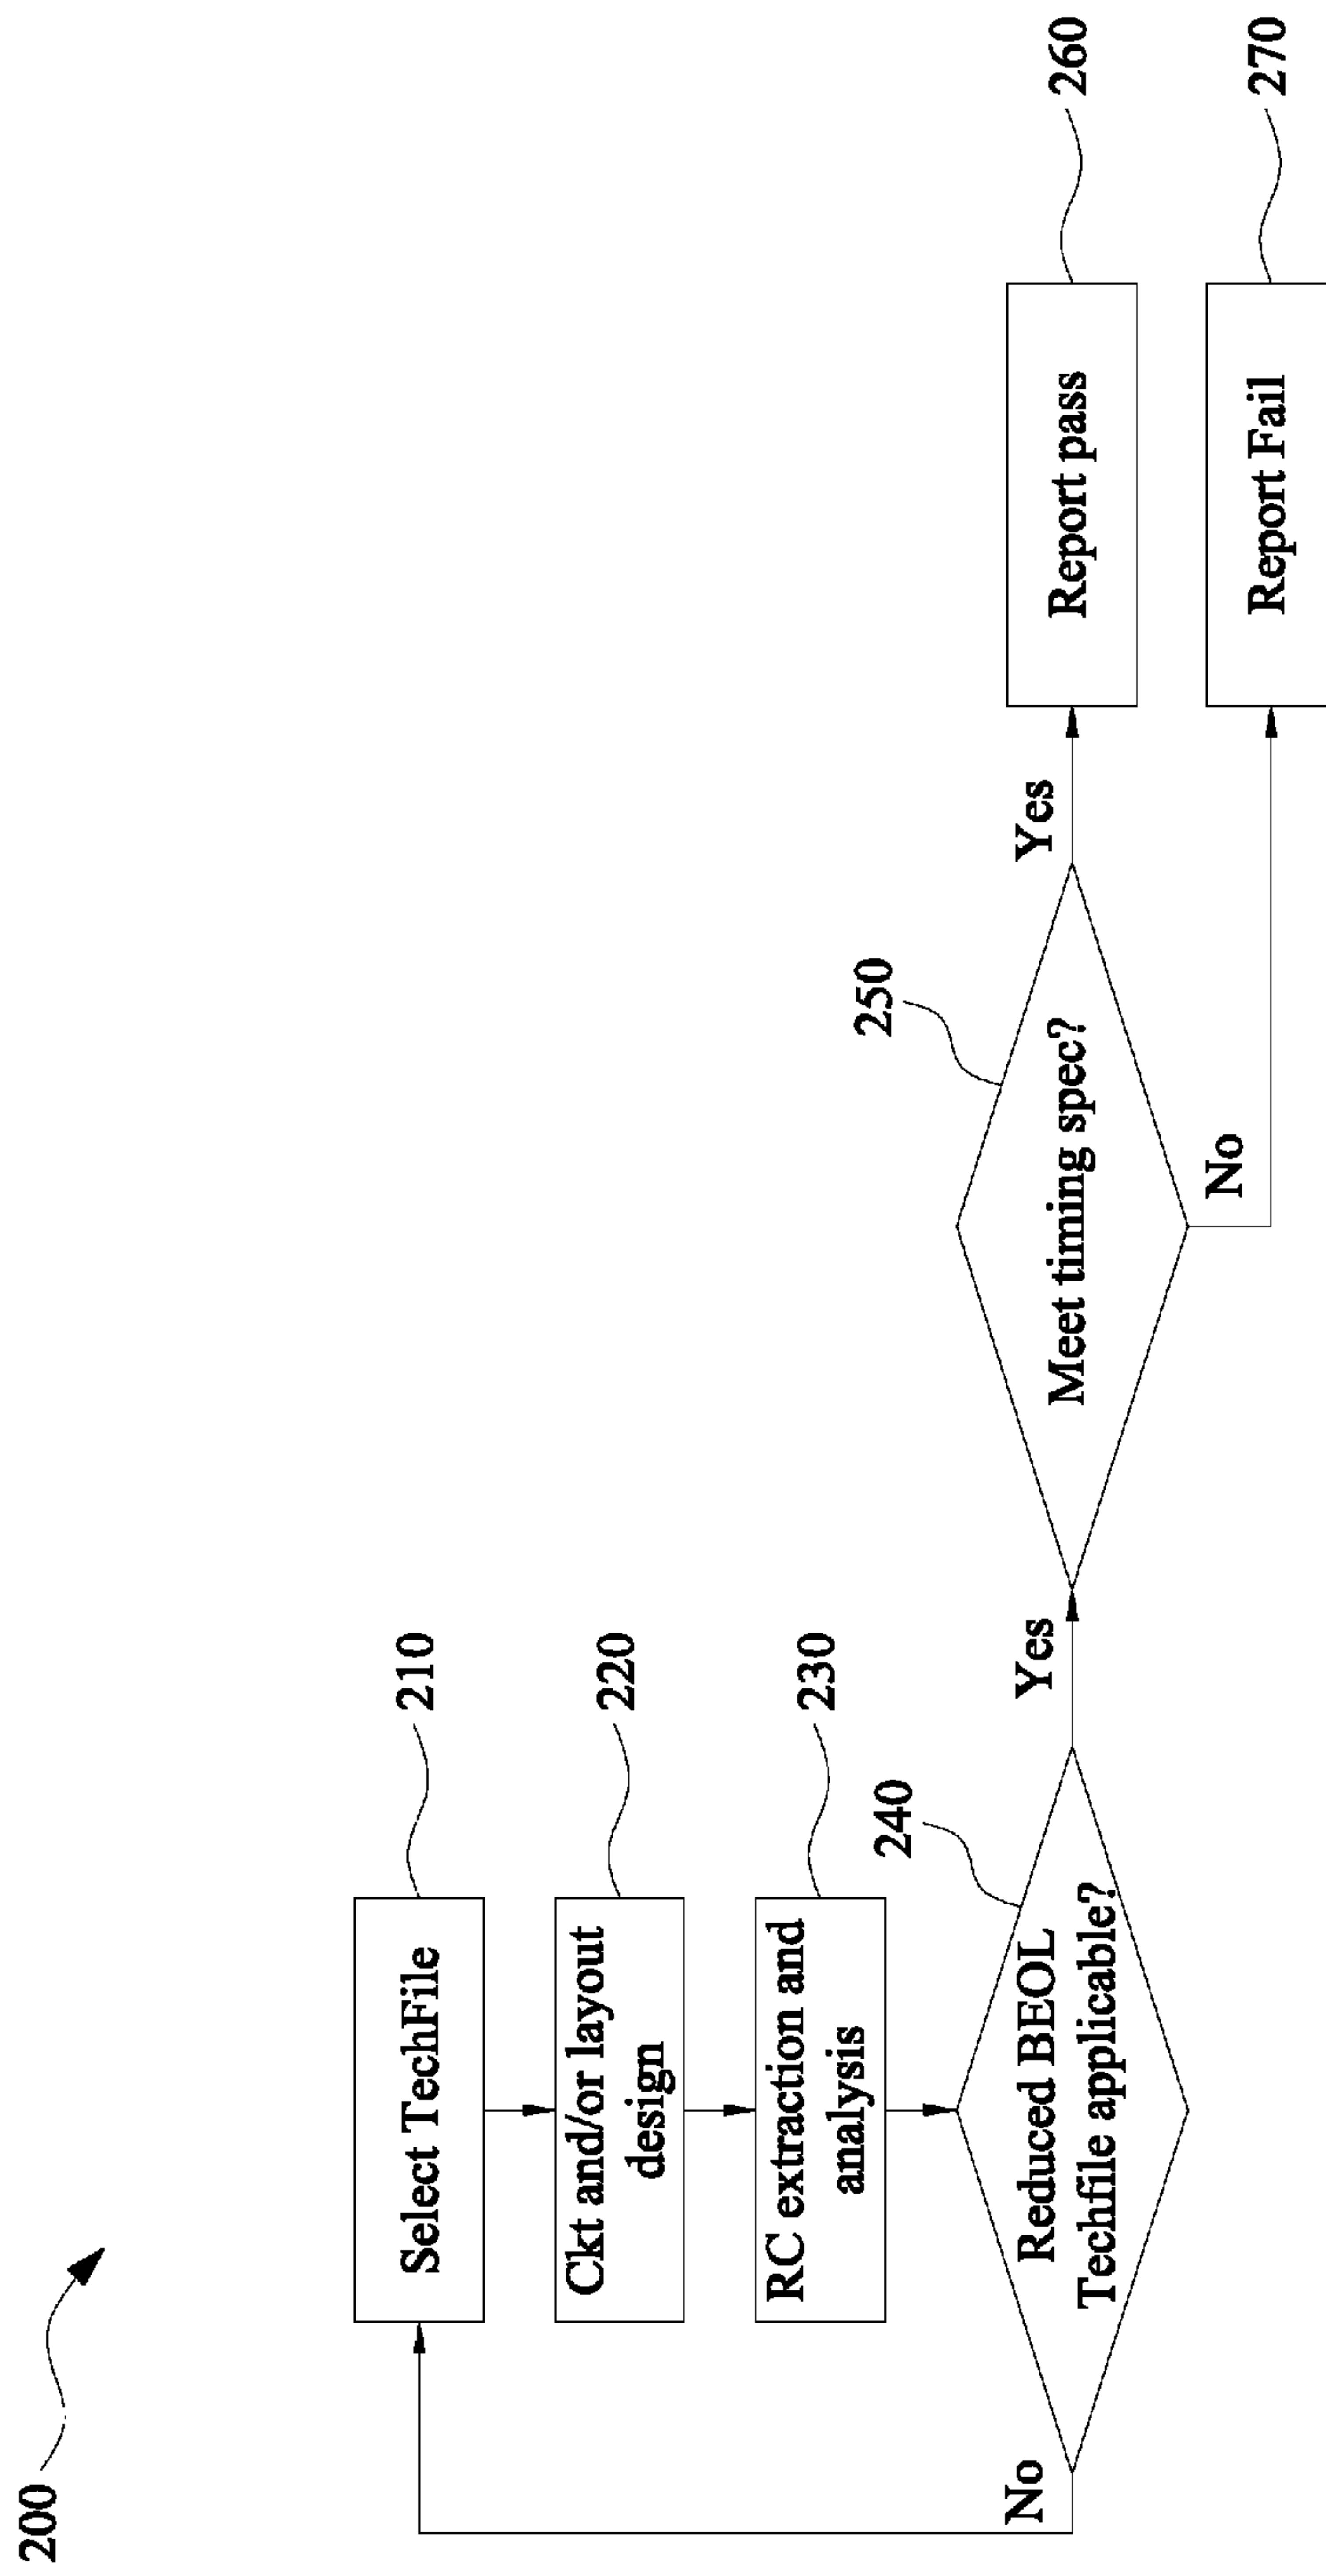 200
Select TechFile
210
Ckt and/or layout
design
220
RC extraction and
analysis
230
Reduced BEOL
Techfile applicable?
240
No
Yes
Meet timing spec?
250
Yes
Report pass
260
No
Report Fail
270